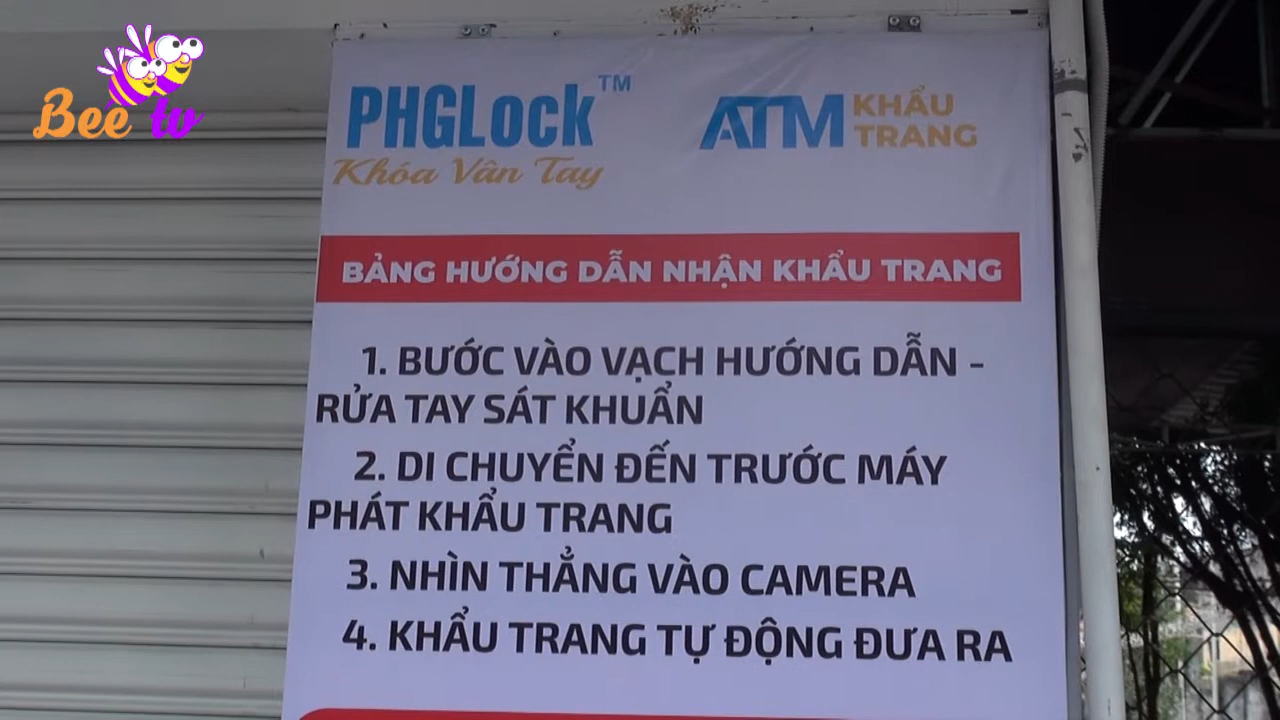 Bee tv
PHGLock™
ATM KHẨU TRANG
Khóa Vân Tay
BẢNG HƯỚNG DẪN NHẬN KHẨU TRANG
1. BƯỚC VÀO VẠCH HƯỚNG DẪN -
RỬA TAY SÁT KHUẨN
2. DI CHUYỂN ĐẾN TRƯỚC MÁY
PHÁT KHẨU TRANG
3. NHÌN THẲNG VÀO CAMERA
4. KHẨU TRANG TỰ ĐỘNG ĐƯA RA